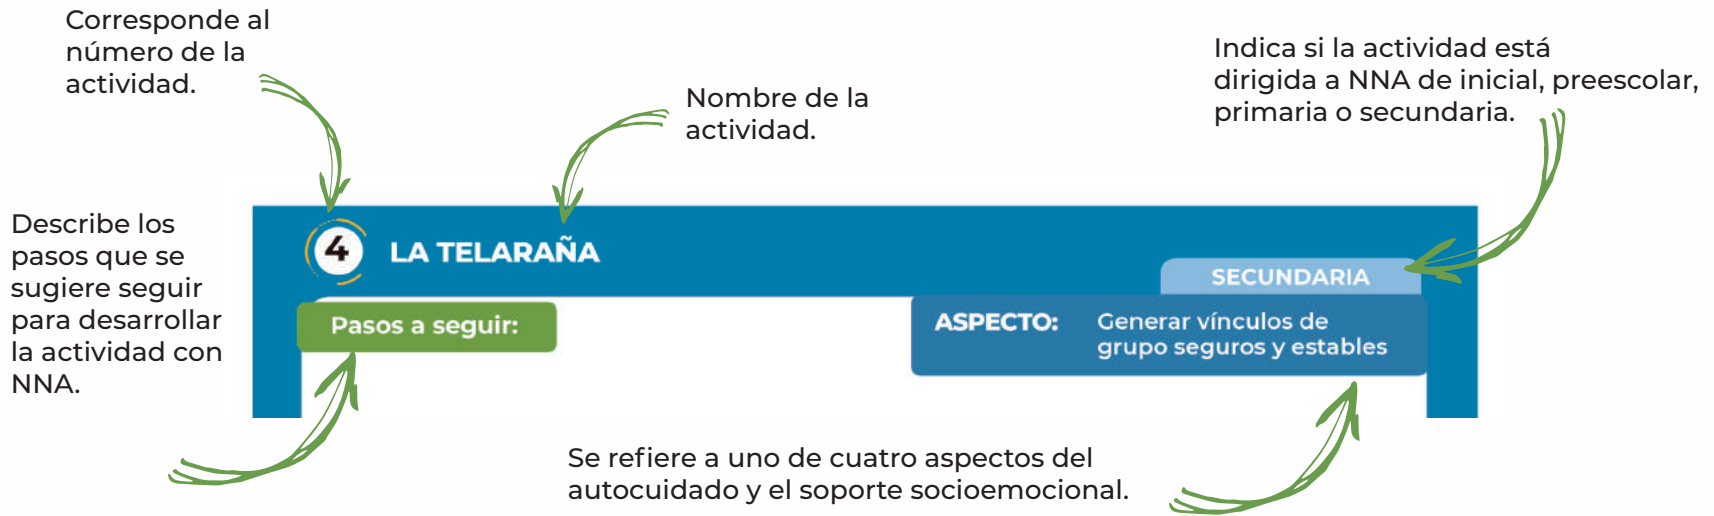 Corresponde al
número de la
actividad.
Nombre de la
actividad.
Indica si la actividad está
dirigida a NNA de inicial, preescolar,
primaria o secundaria.
Describe los
pasos que se
sugiere seguir
para desarrollar
la actividad con
NNA.
4 LA TELARAÑA
SECUNDARIA
Pasos a seguir:
ASPECTO: Generar vínculos de
grupo seguros y estables
Se refiere a uno de cuatro aspectos del
autocuidado y el soporte socioemocional.